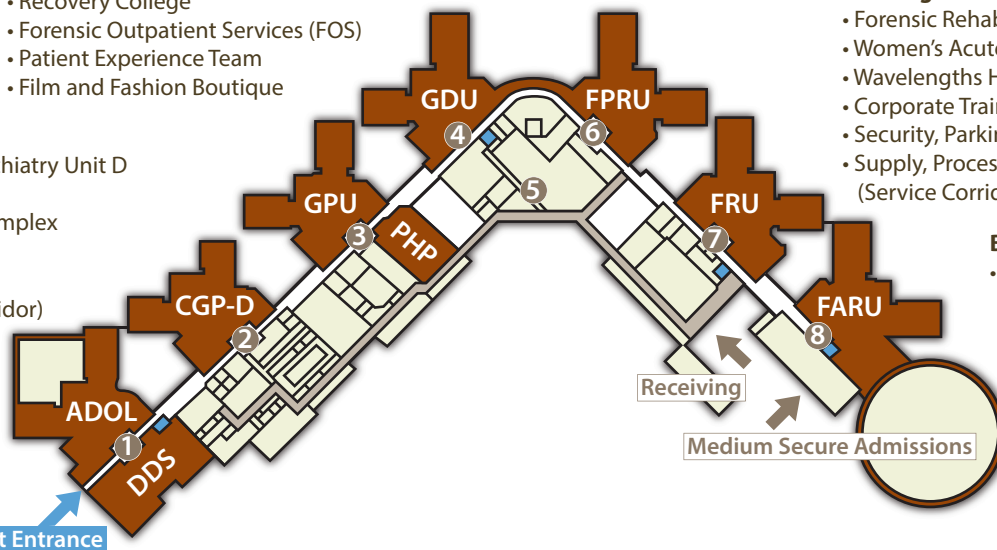 • Recovery College
• Forensic Outpatient Services (FOS)
• Patient Experience Team
• Film and Fashion Boutique
hiatry Unit D
mplex
idor)
• Forensic Rehab
• Women's Acute
• Wavelengths H
• Corporate Train
• Security, Parkin
• Supply, Proces
(Service Corric
E
•
GDU
FPRU
4
6
5
GPU
FRU
3
PHP
7
CGP-D
FARU
2
8
Receiving
ADOL
1
DDS
Medium Secure Admissions
t Entrance